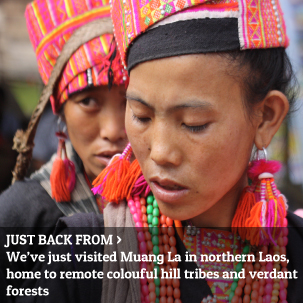 JUST BACK FROM >
We've just visited Muang La in northern Laos,
home to remote colouful hill tribes and verdant
forests